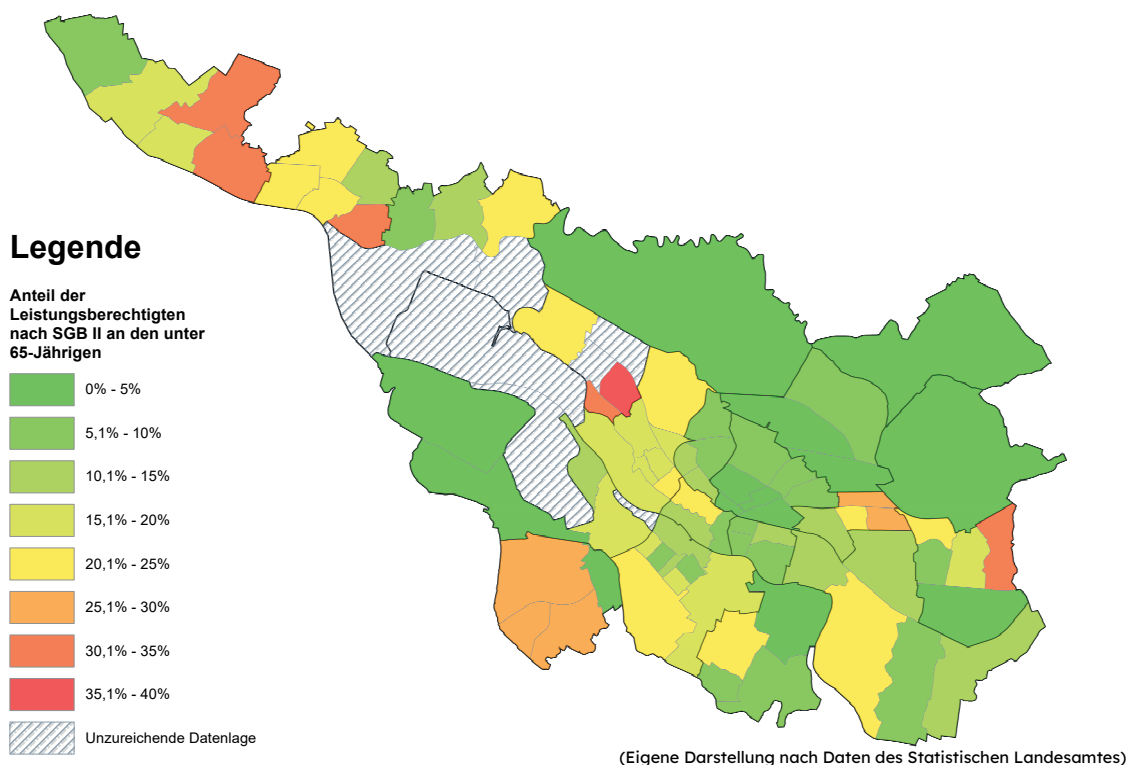 Legende
Anteil der
Leistungsberechtigten
nach SGB II an den unter
65-Jährigen
0% - 5%
5,1% - 10%
10,1% - 15%
15,1% - 20%
20,1% - 25%
25,1% - 30%
30,1% - 35%
35,1% - 40%
Unzureichende Datenlage
(Eigene Darstellung nach Daten des Statistischen Landesamtes)